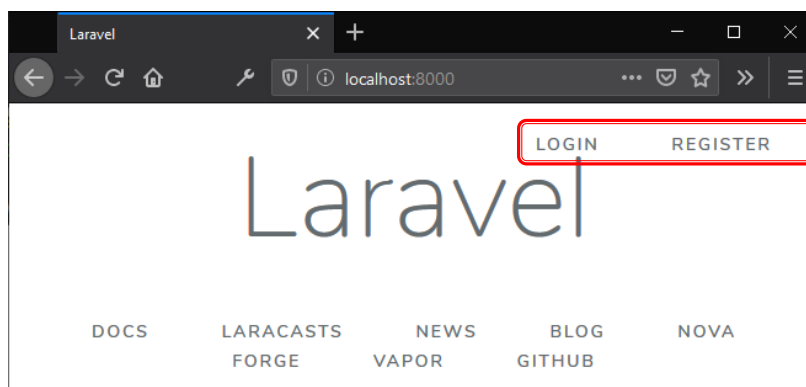 Laravel
localhost:8000
LOGIN REGISTER
Laravel
DOCS LARACASTS NEWS BLOG NOVA
FORGE VAPOR GITHUB